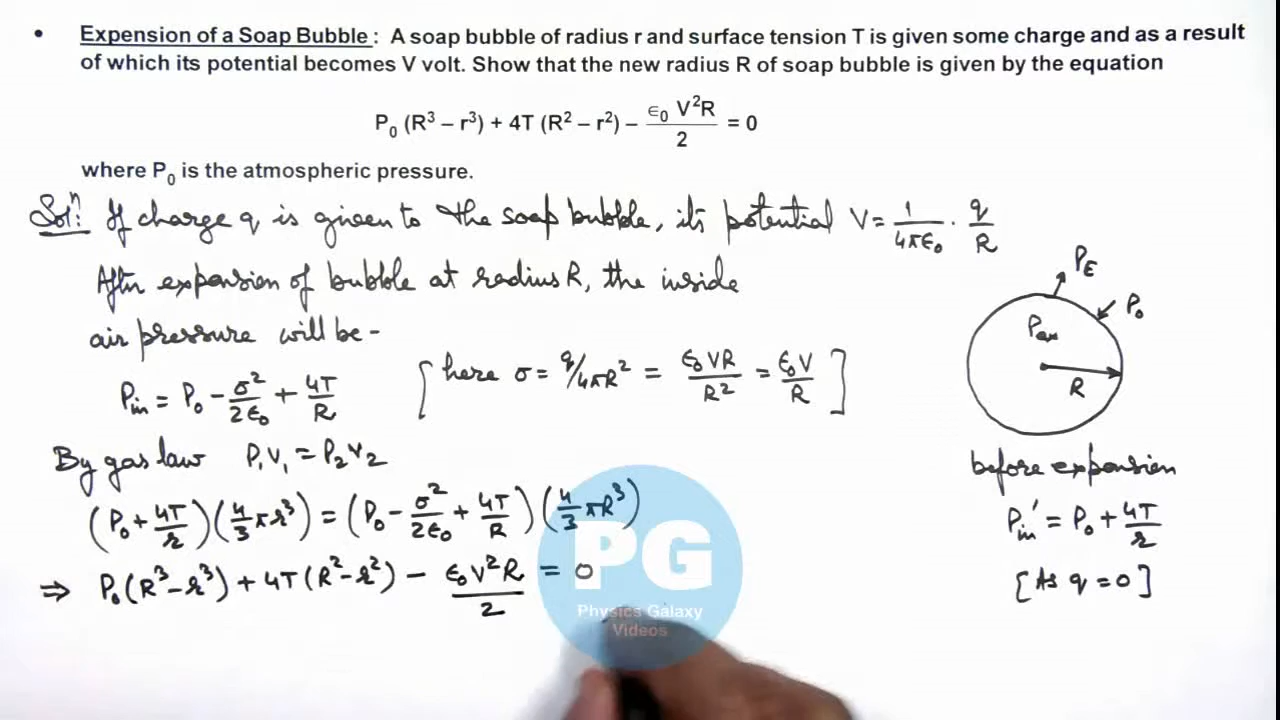 • Expension of a Soap Bubble : A soap bubble of radius r and surface tension T is given some charge and as a result
of which its potential becomes V volt. Show that the new radius R of soap bubble is given by the equation
P₀ (R³ – r³) + 4T (R² – r²) – ϵ₀ V²R / 2 = 0
where P₀ is the atmospheric pressure.
Solⁿ: If charge q is given to the soap bubble, its potential V = 1/4πϵ₀ · q/R
After expansion of bubble at radius R, the inside
air pressure will be –
P_in = P₀ – σ²/2ϵ₀ + 4T/R [here σ = q/4πR² = ϵ₀VR/R² = ϵ₀V/R]
By gas law P₁V₁ = P₂V₂
(P₀ + 4T/r)(4/3 πr³) = (P₀ – σ²/2ϵ₀ + 4T/R)(4/3 πR³)
⇒ P₀(R³–r³) + 4T(R²–r²) – ϵ₀V²R/2 = 0
P_E
P₀
R
before expansion
P_in' = P₀ + 4T/r
[As q = 0]
PG
Physics Galaxy
Videos